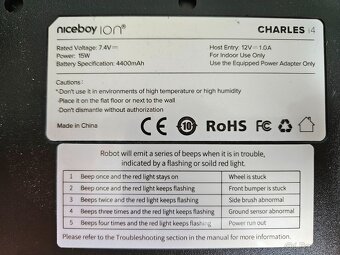 niceboy ION® CHARLES i4
Rated Voltage: 7.4V⎓ Host Entry: 12V⎓1.0A
Power: 15W For Indoor Use Only
Battery Specification: 4400mAh Use the Equipped Power Adapter Only
Cautions:
*Don't use it in environments of high temperature or high humidity
·Place it on the flat floor or next to the wall
·Don't dismantle without authorization
Made in China CE 10 RoHS FC
Robot will emit a series of beeps when it is in trouble,
indicated by a flashing or soild red light.
1 Beep once and the red light stays on Wheel is stuck
2 Beep once and the red light keeps flashing Front bumper is stuck
3 Beep twice and the red light keeps flashing Side brush abnormal
4 Beep three times and the red light keeps flashing Ground sensor abnormal
5 Beep four times and the red light keeps flashing Power run out
Please refer to the Troubleshooting section in the manual for more information.